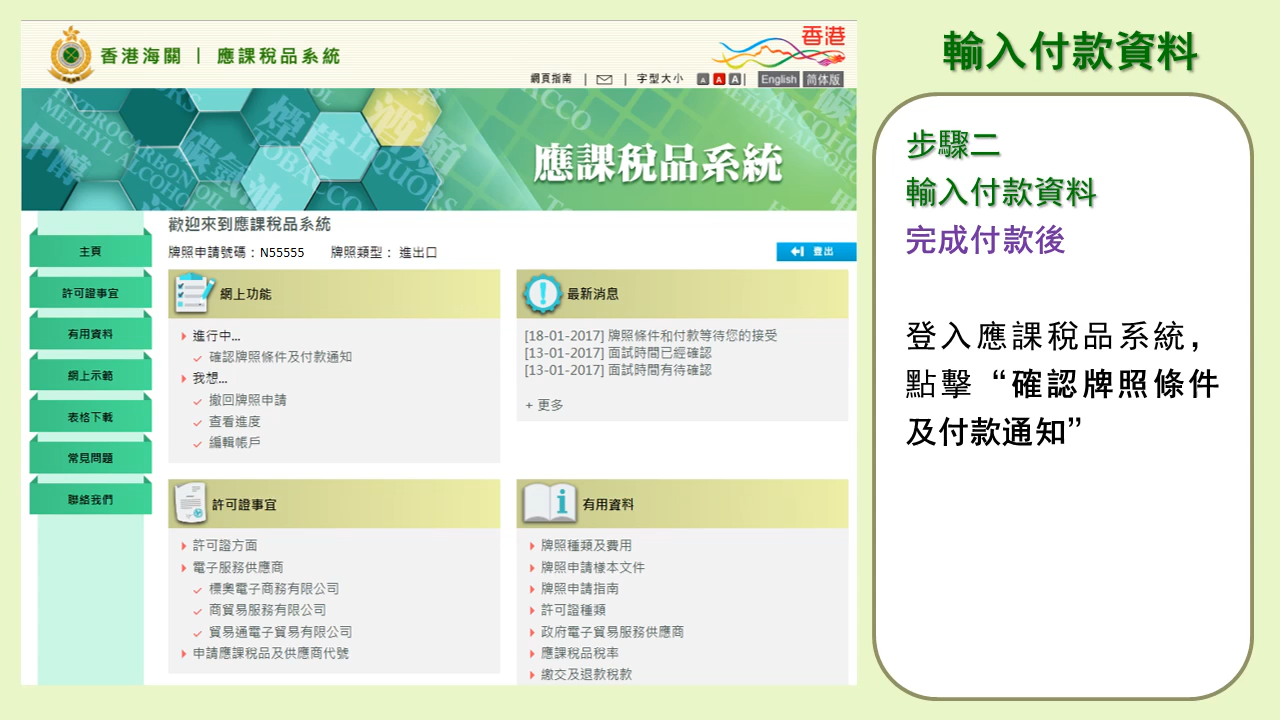 香港海關 | 應課稅品系統
香港
網頁指南 | | 字型大小 A A A | English 简体版
應課稅品系統
歡迎來到應課稅品系統
牌照申請號碼：N55555 牌照類型： 進出口
登出
主頁
許可證事宜
有用資料
網上示範
表格下載
常見問題
聯絡我們
網上功能
進行中...
確認牌照條件及付款通知
我想...
撤回牌照申請
查看進度
編輯帳戶
最新消息
[18-01-2017] 牌照條件和付款等待您的接受
[13-01-2017] 面試時間已經確認
[13-01-2017] 面試時間有待確認
+ 更多
許可證事宜
許可證方面
電子服務供應商
標奧電子商務有限公司
商貿易服務有限公司
貿易通電子貿易有限公司
申請應課稅品及供應商代號
有用資料
牌照種類及費用
牌照申請樣本文件
牌照申請指南
許可證種類
政府電子貿易服務供應商
應課稅品稅率
繳交及退款稅款
輸入付款資料
步驟二
輸入付款資料
完成付款後
登入應課稅品系統，
點擊“確認牌照條件
及付款通知”